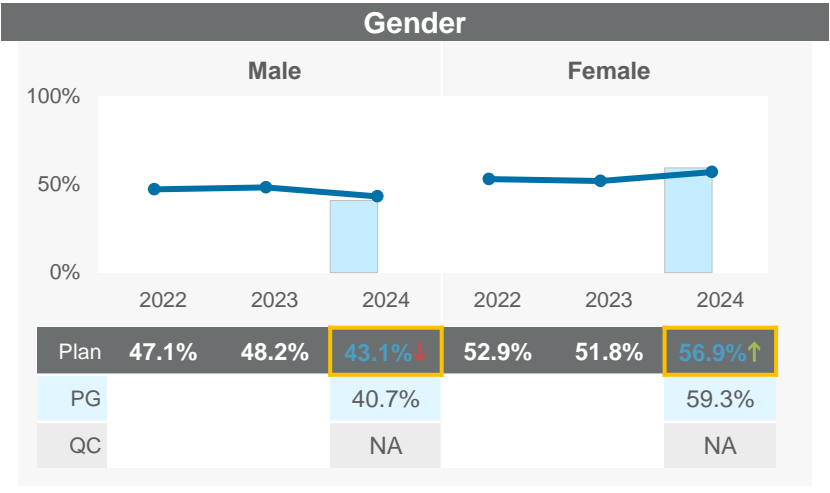 Gender
Male Female
100%
50%
0%
2022 2023 2024 2022 2023 2024
Plan 47.1% 48.2% 43.1%↓ 52.9% 51.8% 56.9%↑
PG 40.7% 59.3%
QC NA NA